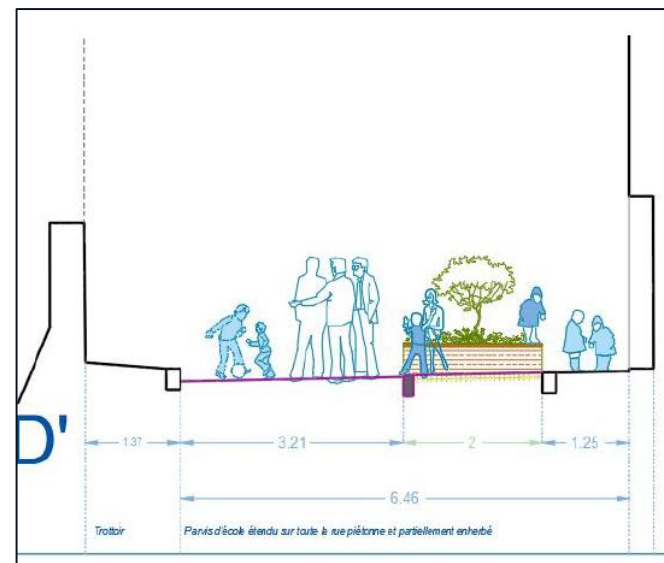 D'
1.37 3.21 2 1.25
6.46
Trottoir Parvis d'école étendu sur toute la rue piétonne et partiellement enherbé